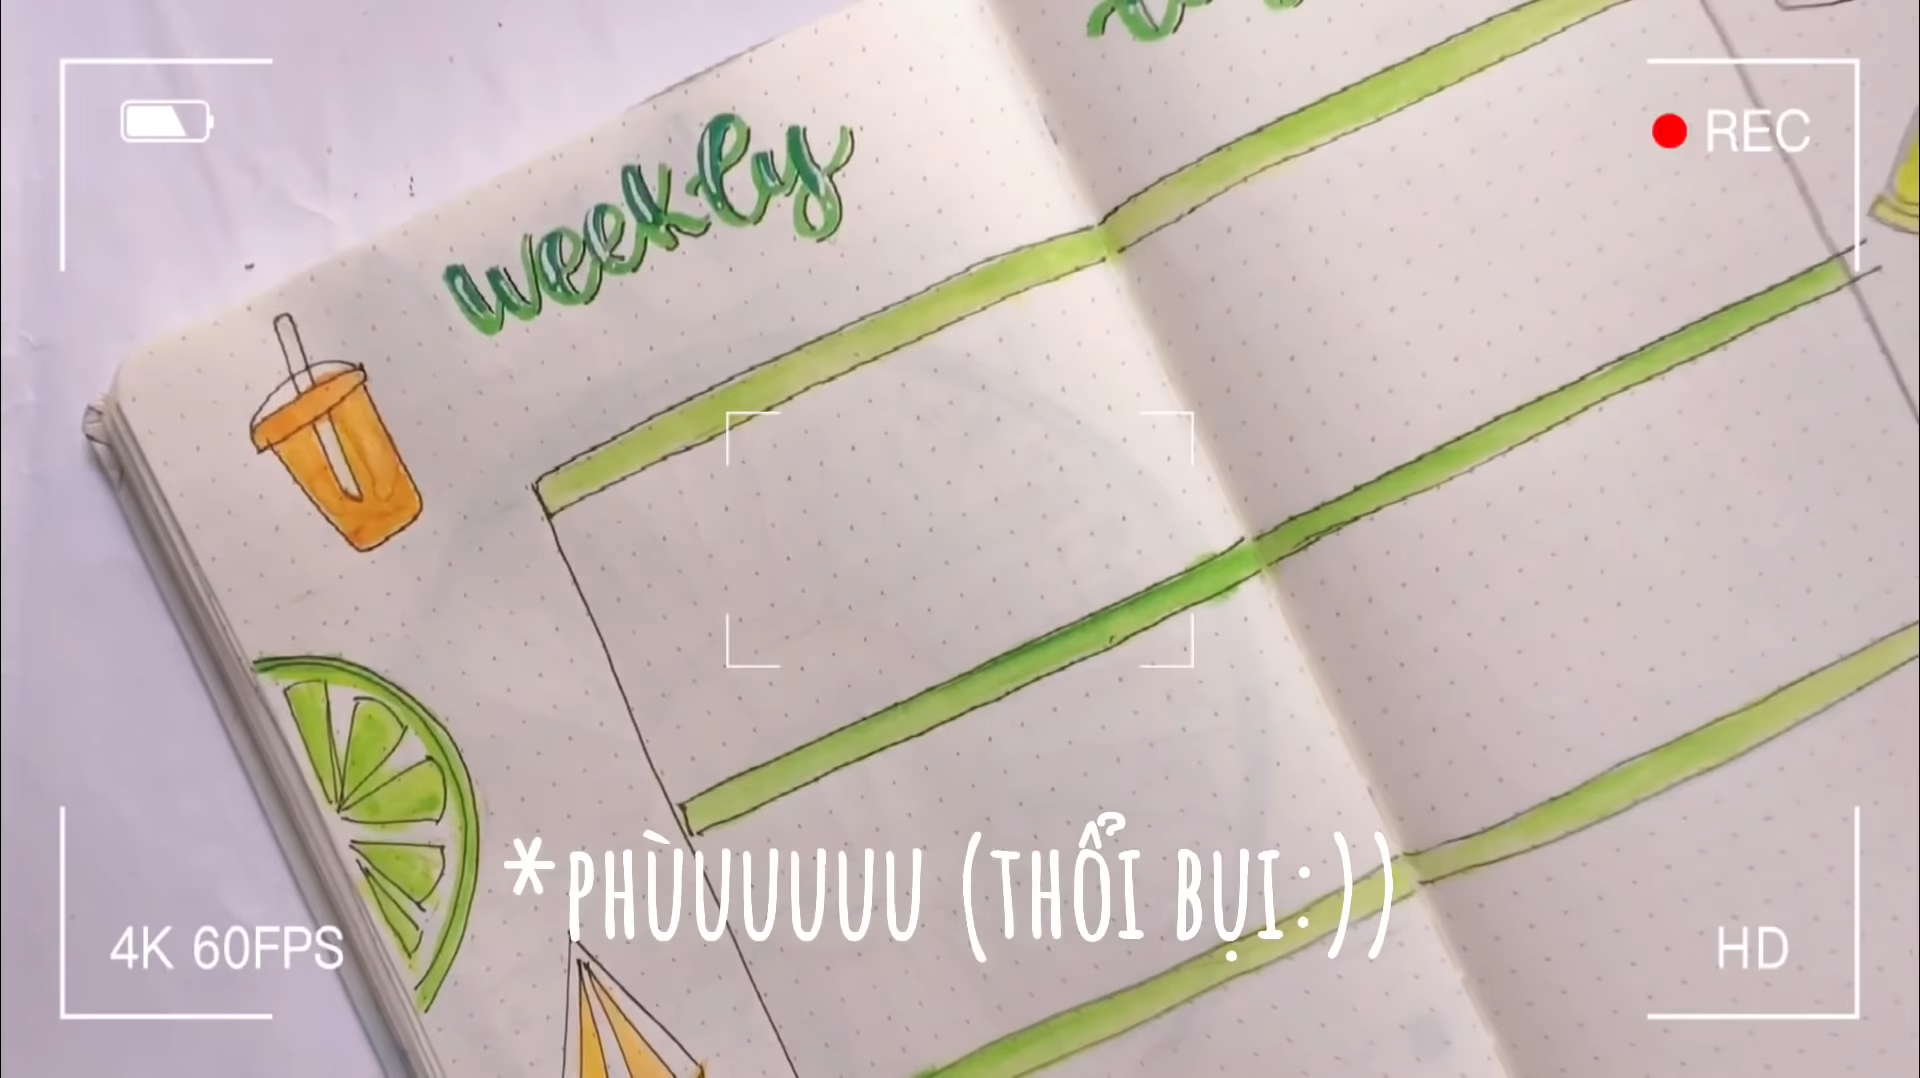 weekly
REC
*PHÙUUUUUU (THỔI BỤI:))
4K 60FPS
HD